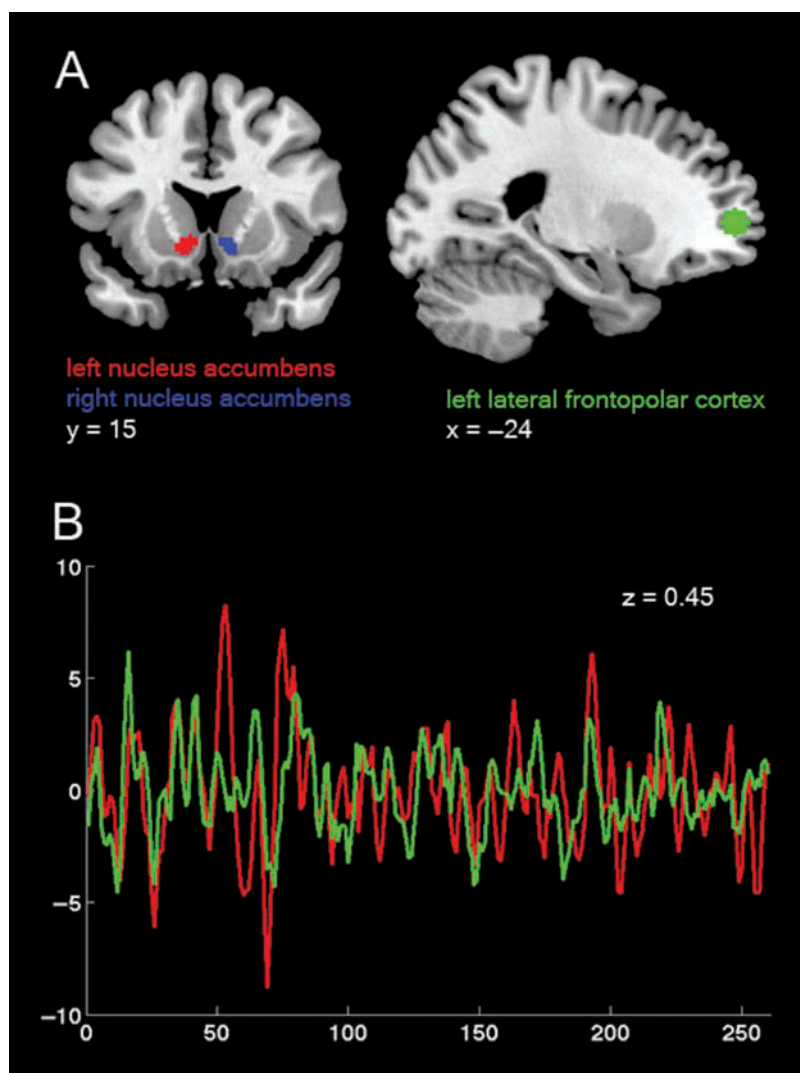 A
left nucleus accumbens
right nucleus accumbens
y = 15
left lateral frontopolar cortex
x = –24
B
z = 0.45
10
5
0
–5
–10
0
50
100
150
200
250